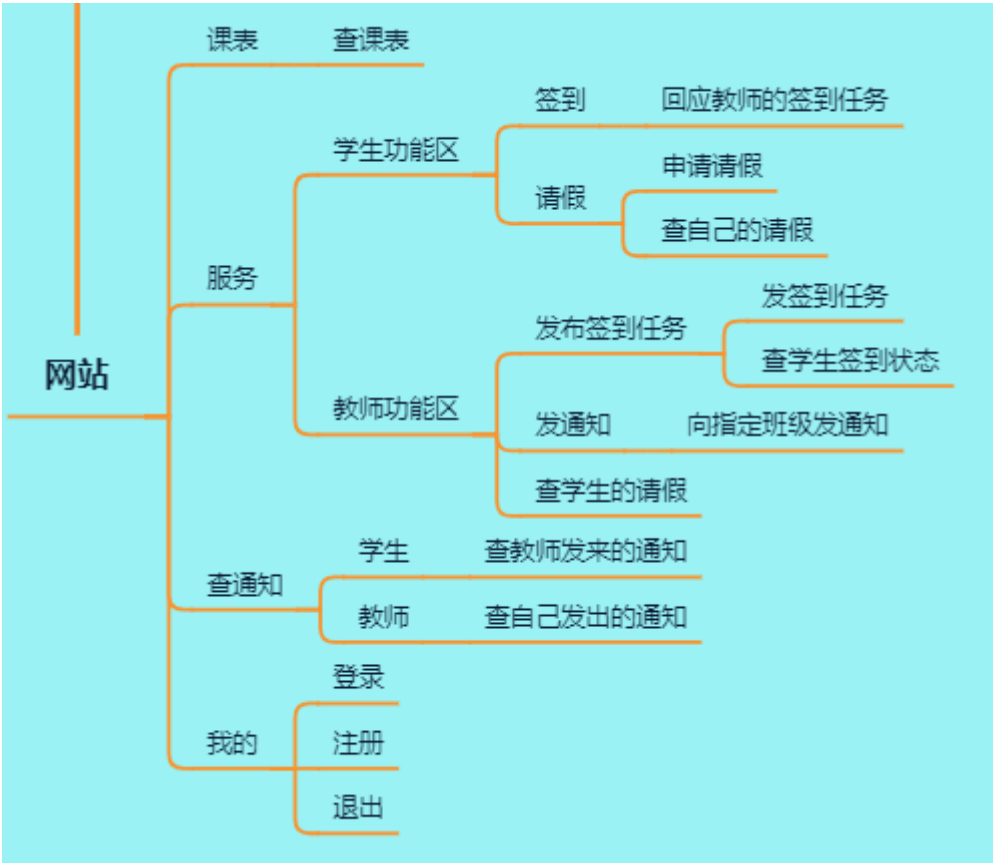 课表
查课表
签到
回应教师的签到任务
学生功能区
申请请假
请假
查自己的请假
服务
发签到任务
发布签到任务
查学生签到状态
网站
教师功能区
发通知
向指定班级发通知
查学生的请假
学生
查教师发来的通知
查通知
教师
查自己发出的通知
登录
我的
注册
退出